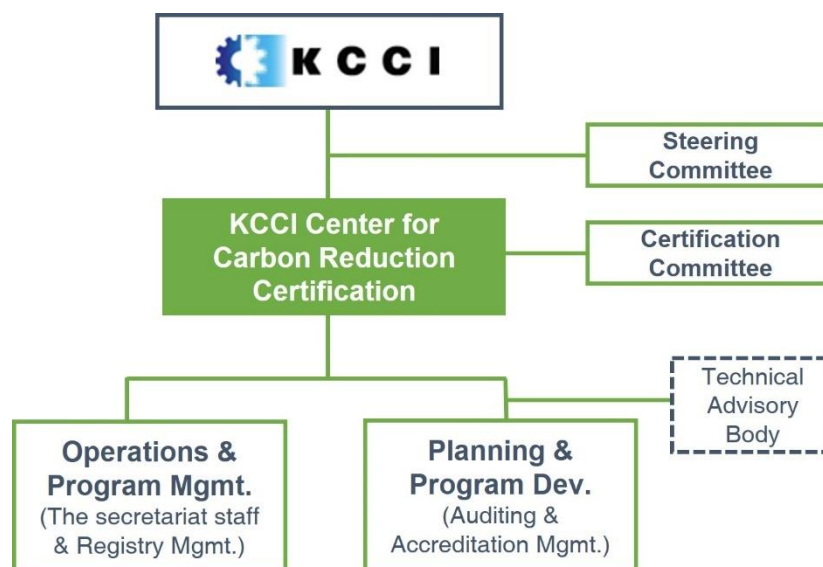 KCCI
Steering
Committee
KCCI Center for
Carbon Reduction
Certification
Certification
Committee
Technical
Advisory
Body
Operations &
Program Mgmt.
(The secretariat staff
& Registry Mgmt.)
Planning &
Program Dev.
(Auditing &
Accreditation Mgmt.)